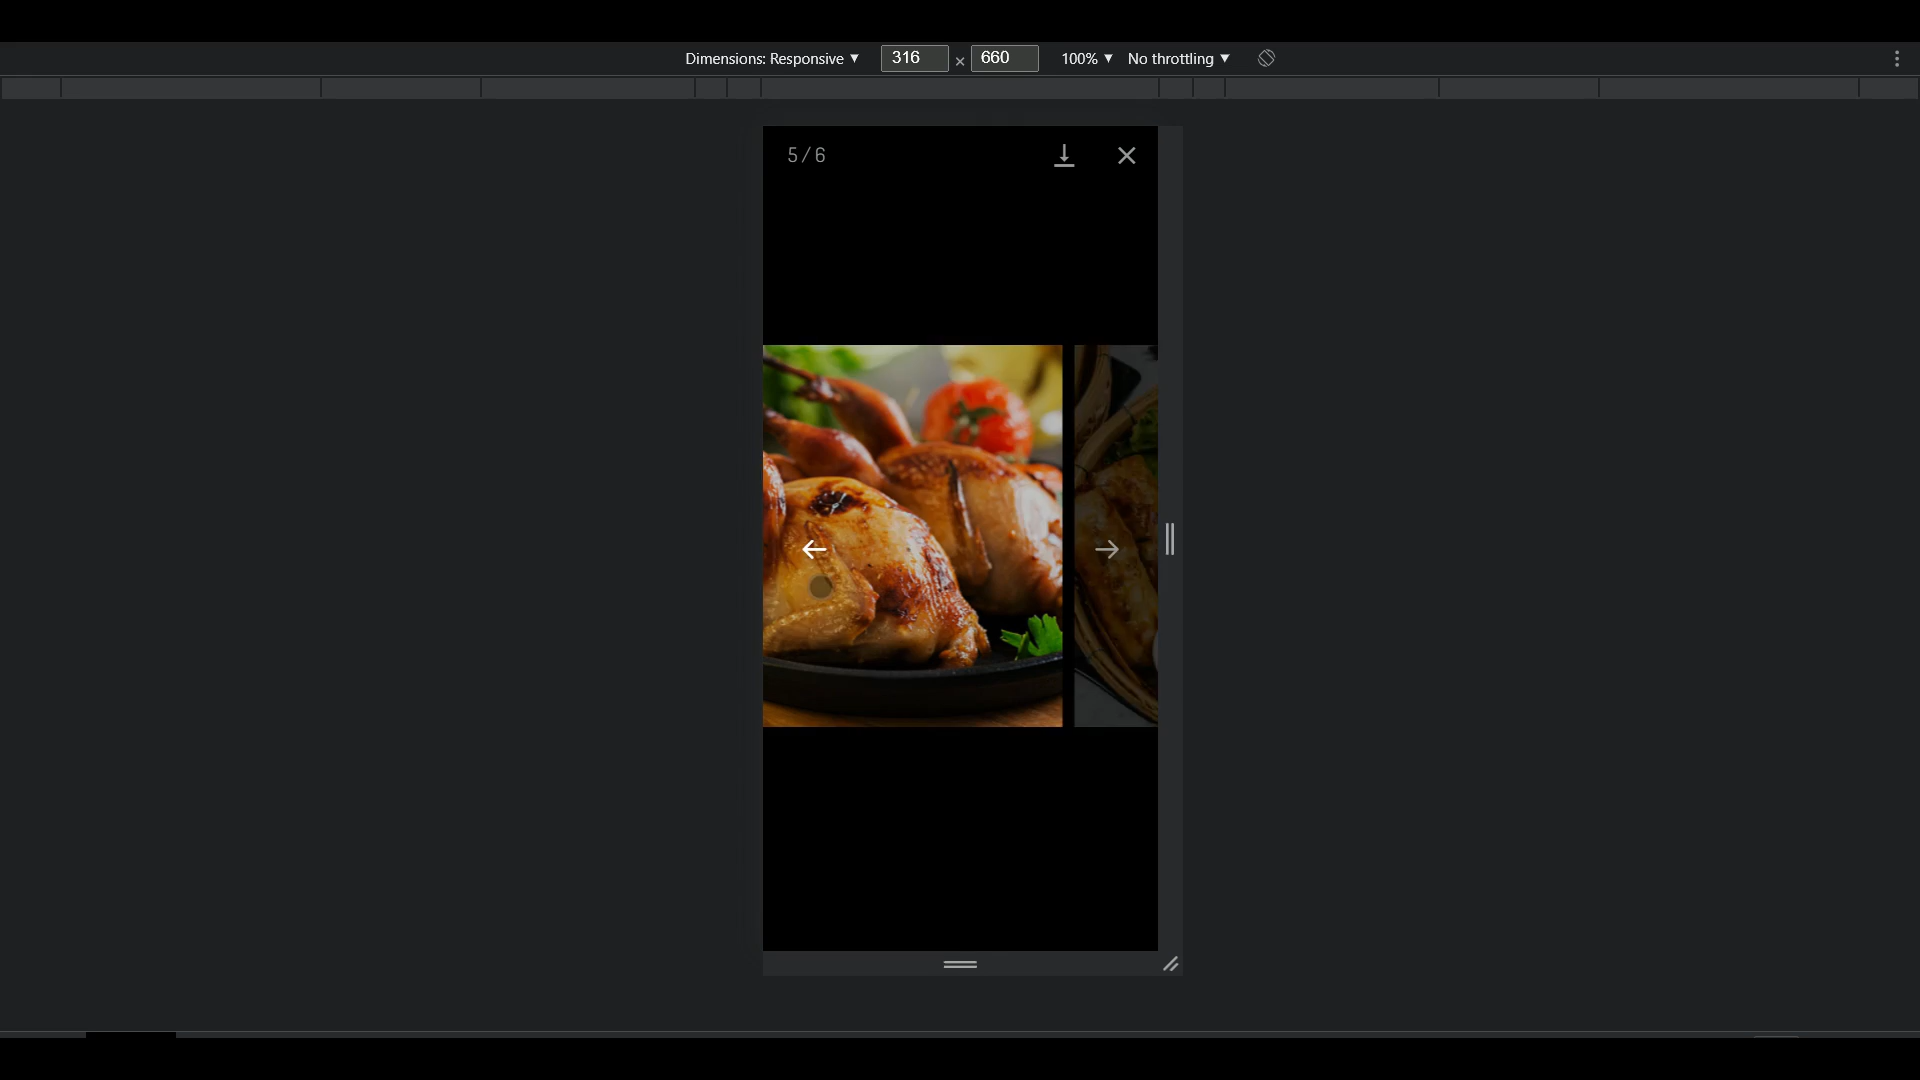 Dimensions: Responsive ▼ 316 × 660 100% ▼ No throttling ▼
5 / 6